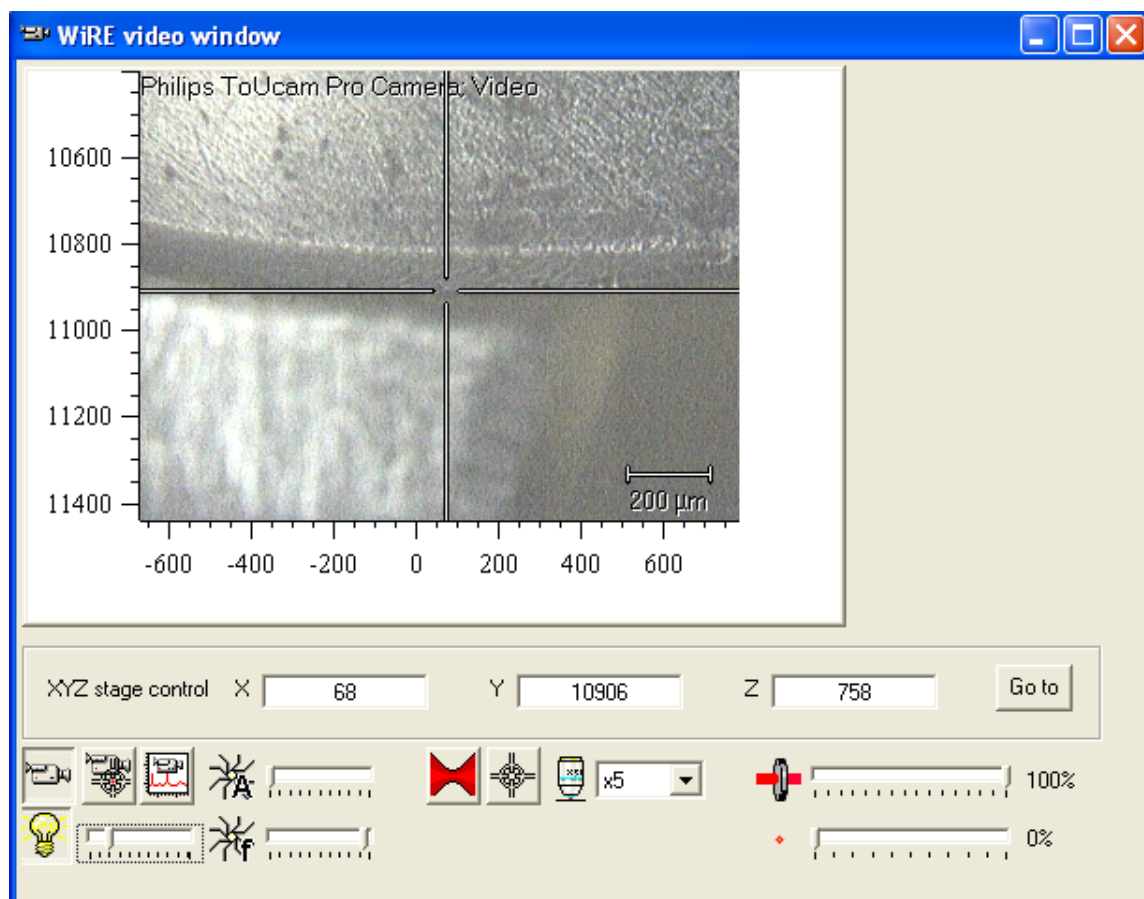 WiRE video window
Philips ToUcam Pro Camera; Video
10600
10800
11000
11200
11400
200 µm
-600 -400 -200 0 200 400 600
XYZ stage control X 68 Y 10906 Z 758 Go to
A x5 100%
f 0%